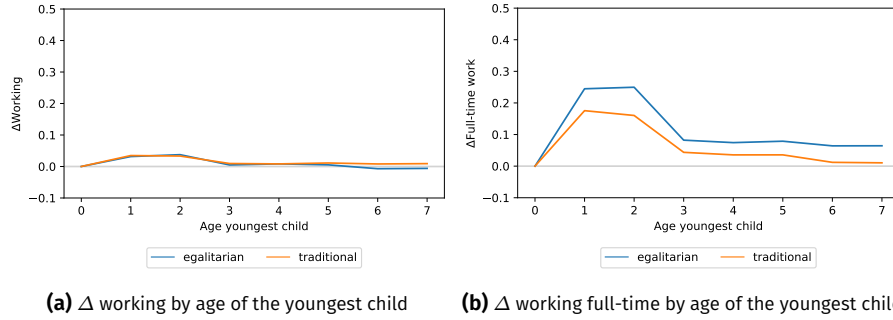 0.5
0.4
0.3
0.2
0.1
0.0
−0.1
ΔWorking
0 1 2 3 4 5 6 7
Age youngest child
egalitarian traditional
(a) Δ working by age of the youngest child
0.5
0.4
0.3
0.2
0.1
0.0
−0.1
ΔFull-time work
0 1 2 3 4 5 6 7
Age youngest child
egalitarian traditional
(b) Δ working full-time by age of the youngest chil